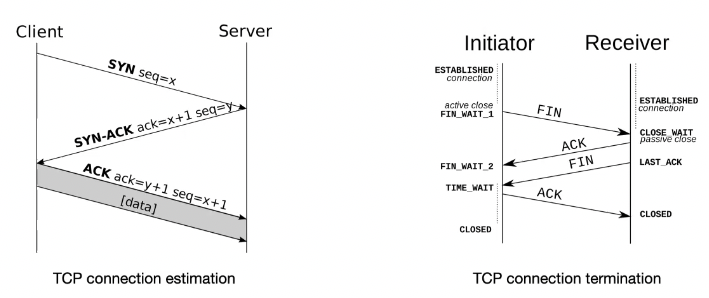 Client
Server
SYN seq=x
SYN-ACK ack=x+1 seq=y
ACK ack=y+1 seq=x+1
[data]
TCP connection estimation
Initiator
Receiver
ESTABLISHED
connection
active close
FIN_WAIT_1
FIN
ESTABLISHED
connection
CLOSE_WAIT
passive close
ACK
FIN_WAIT_2
FIN
LAST_ACK
TIME_WAIT
ACK
CLOSED
CLOSED
TCP connection termination